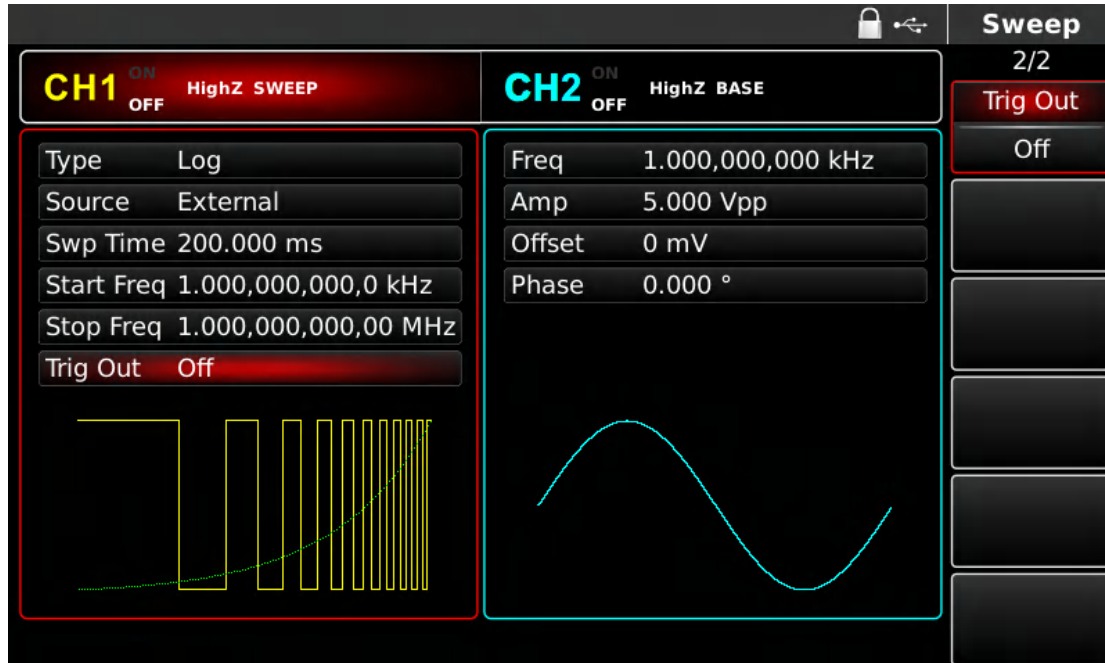 Sweep
2/2
Trig Out
Off
CH1 ON OFF HighZ SWEEP
CH2 ON OFF HighZ BASE
Type Log
Source External
Swp Time 200.000 ms
Start Freq 1.000,000,000,0 kHz
Stop Freq 1.000,000,000,00 MHz
Trig Out Off
Freq 1.000,000,000 kHz
Amp 5.000 Vpp
Offset 0 mV
Phase 0.000 °